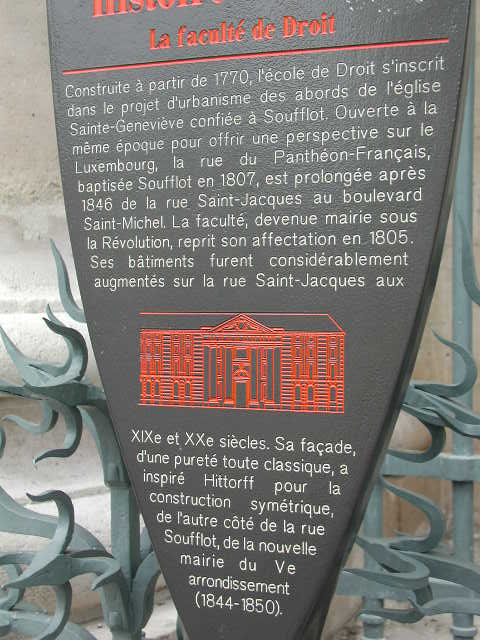 histoire
La faculté de Droit
Construite à partir de 1770, l'école de Droit s'inscrit
dans le projet d'urbanisme des abords de l'église
Sainte-Geneviève confiée à Soufflot. Ouverte à la
même époque pour offrir une perspective sur le
Luxembourg, la rue du Panthéon-Français,
baptisée Soufflot en 1807, est prolongée après
1846 de la rue Saint-Jacques au boulevard
Saint-Michel. La faculté, devenue mairie sous
la Révolution, reprit son affectation en 1805.
Ses bâtiments furent considérablement
augmentés sur la rue Saint-Jacques aux
XIXe et XXe siècles. Sa façade,
d'une pureté toute classique, a
inspiré Hittorff pour la
construction symétrique,
de l'autre côté de la rue
Soufflot, de la nouvelle
mairie du Ve
arrondissement
(1844-1850).